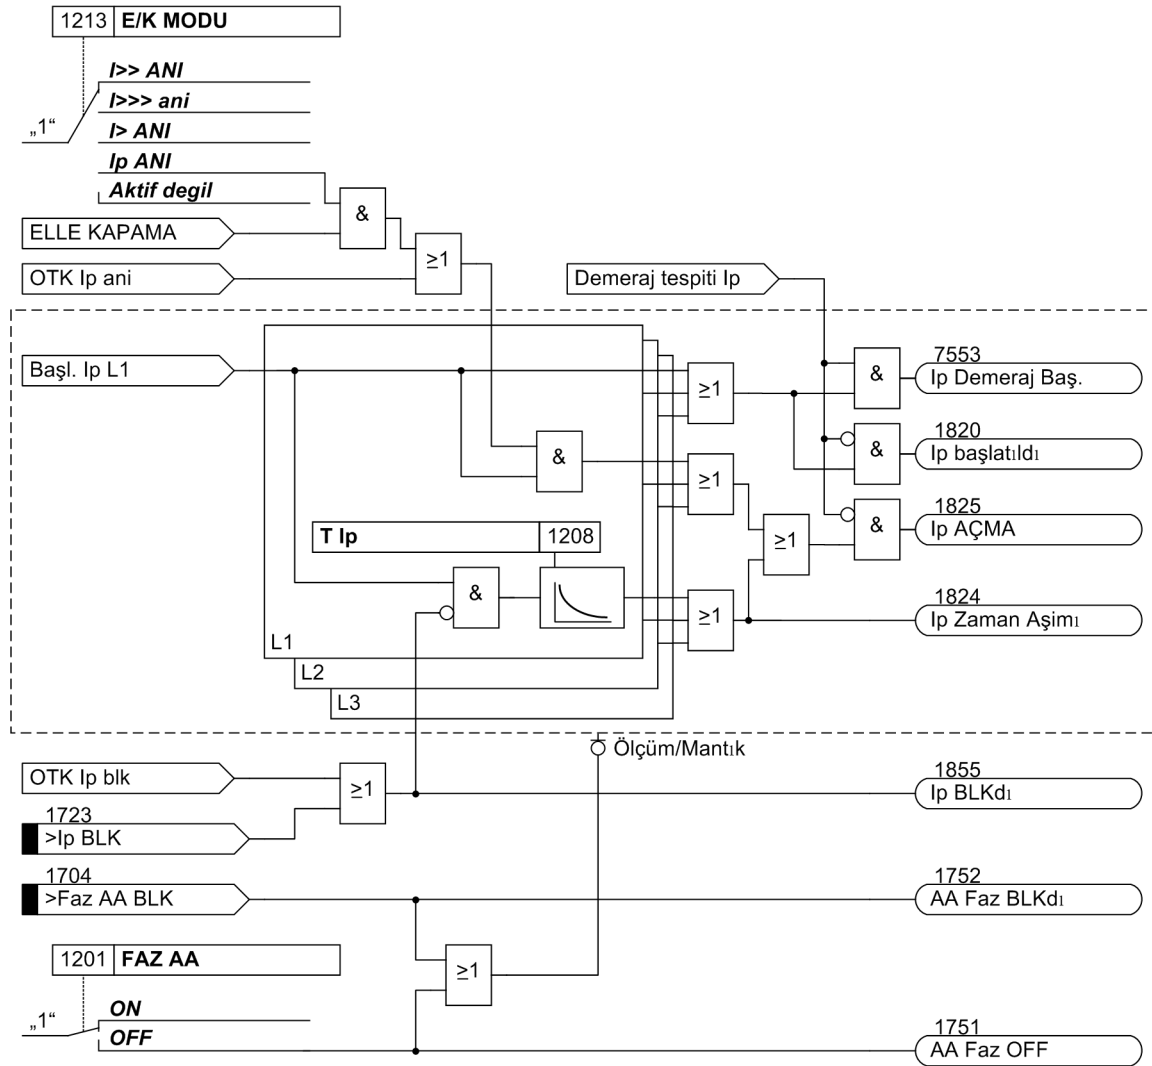 1213 E/K MODU
I>> ANI
I>>> ani
„1“
I> ANI
Ip ANI
Aktif degil
&
ELLE KAPAMA
≥1
OTK Ip ani
Demeraj tespiti Ip
Başl. Ip L1
≥1
&
7553
Ip Demeraj Baş.
&
≥1
&
1820
Ip başlatıldı
T Ip 1208
≥1
&
1825
Ip AÇMA
&
≥1
1824
Ip Zaman Aşimı
L1
L2
L3
Ölçüm/Mantık
OTK Ip blk
≥1
1855
Ip BLKdı
1723
>Ip BLK
1704
>Faz AA BLK
1752
AA Faz BLKdı
1201 FAZ AA
≥1
ON
„1“
OFF
1751
AA Faz OFF